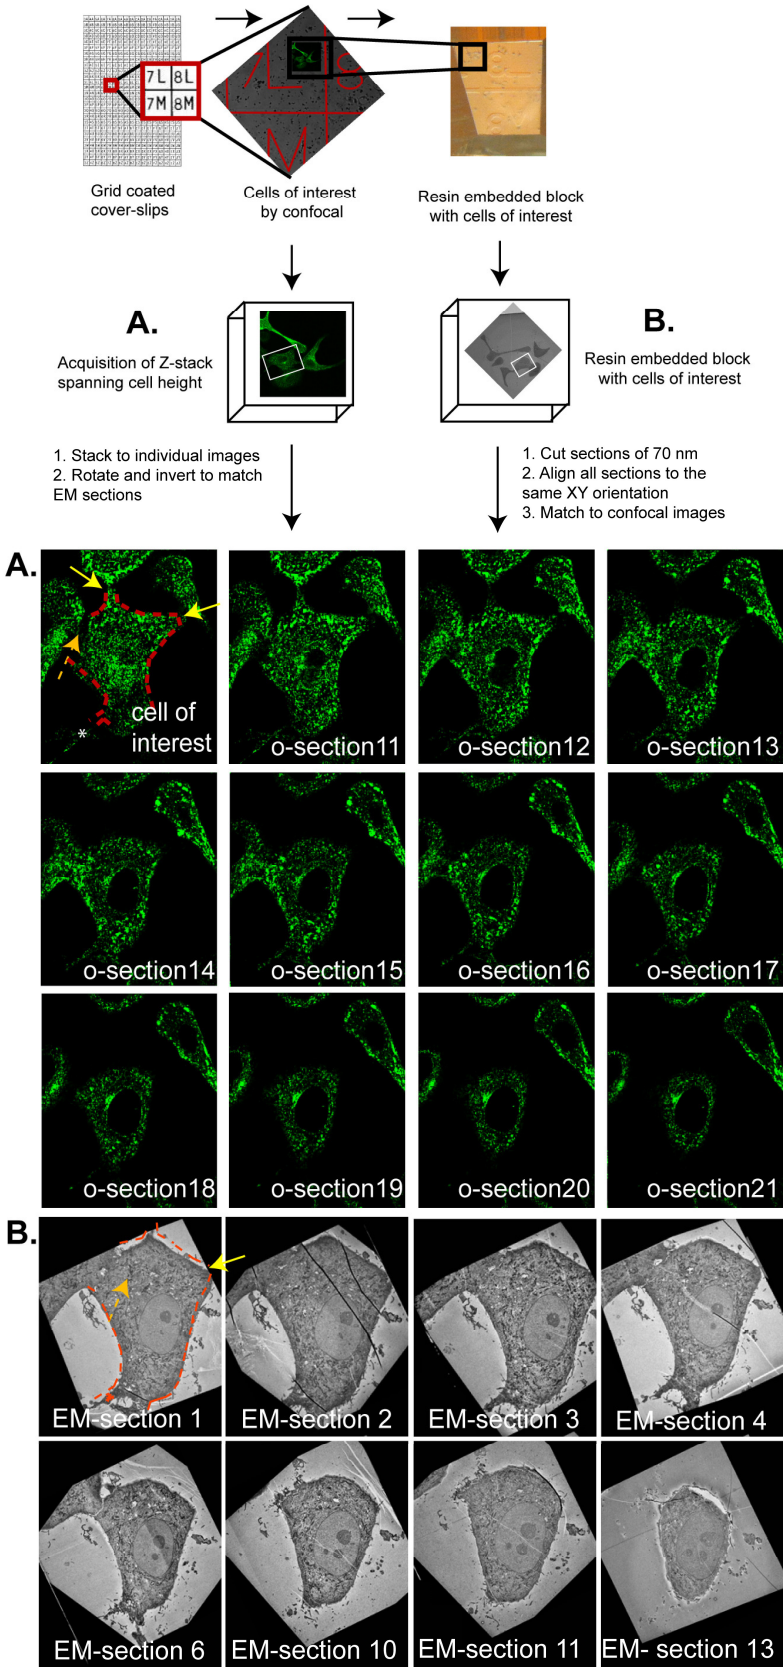 7L 8L
7M 8M
Grid coated
cover-slips
Cells of interest
by confocal
Resin embedded block
with cells of interest
A.
Acquisition of Z-stack
spanning cell height
B.
Resin embedded block
with cells of interest
1. Stack to individual images
2. Rotate and invert to match
EM sections
1. Cut sections of 70 nm
2. Align all sections to the
same XY orientation
3. Match to confocal images
A.
*
cell of
interest
o-section11
o-section12
o-section13
o-section14
o-section15
o-section16
o-section17
o-section18
o-section19
o-section20
o-section21
B.
EM-section 1
EM-section 2
EM-section 3
EM-section 4
EM-section 6
EM-section 10
EM-section 11
EM- section 13